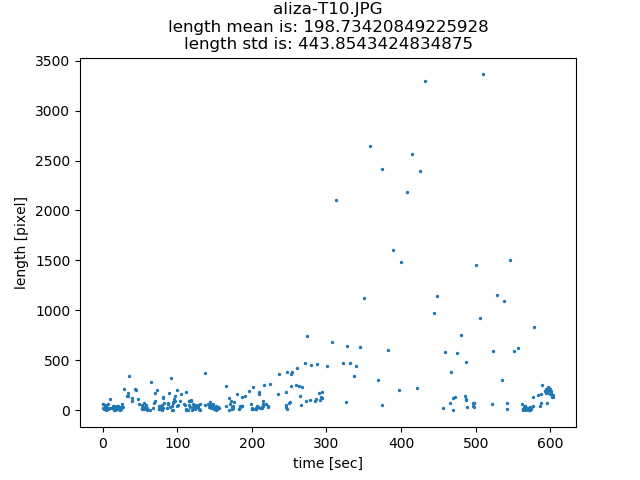 aliza-T10.JPG
length mean is: 198.73420849225928
length std is: 443.8543424834875
3500
3000
2500
2000
1500
1000
500
0
length [pixel]
0 100 200 300 400 500 600
time [sec]